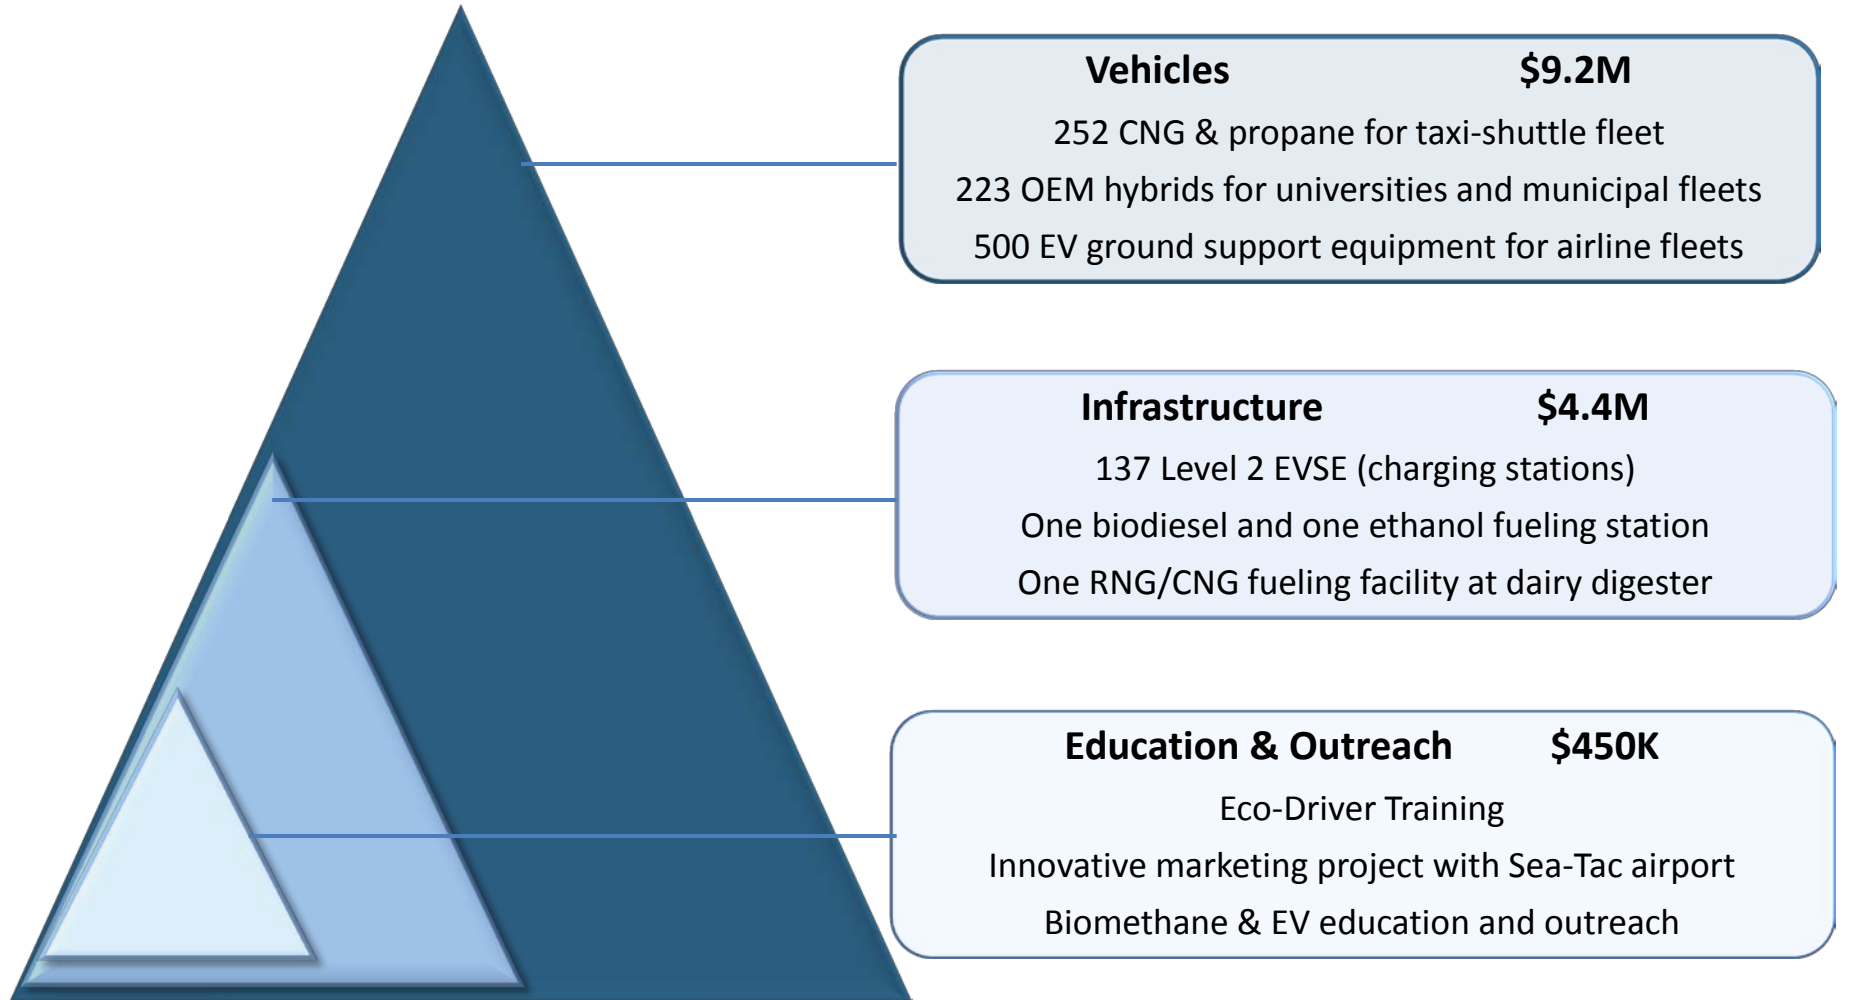 Vehicles $9.2M
252 CNG & propane for taxi-shuttle fleet
223 OEM hybrids for universities and municipal fleets
500 EV ground support equipment for airline fleets
Infrastructure $4.4M
137 Level 2 EVSE (charging stations)
One biodiesel and one ethanol fueling station
One RNG/CNG fueling facility at dairy digester
Education & Outreach $450K
Eco-Driver Training
Innovative marketing project with Sea-Tac airport
Biomethane & EV education and outreach